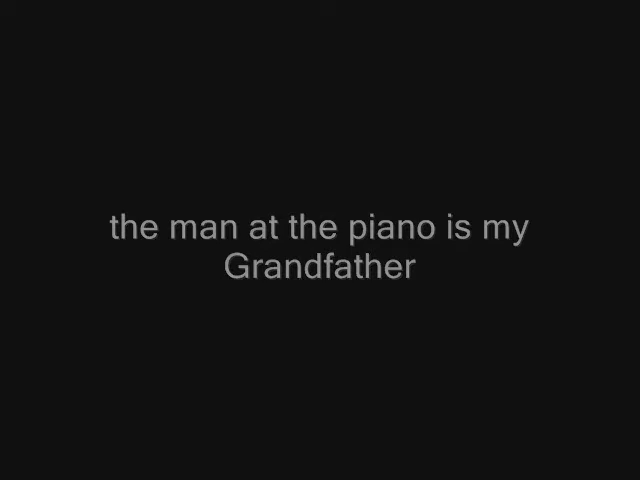 the man at the piano is my
Grandfather